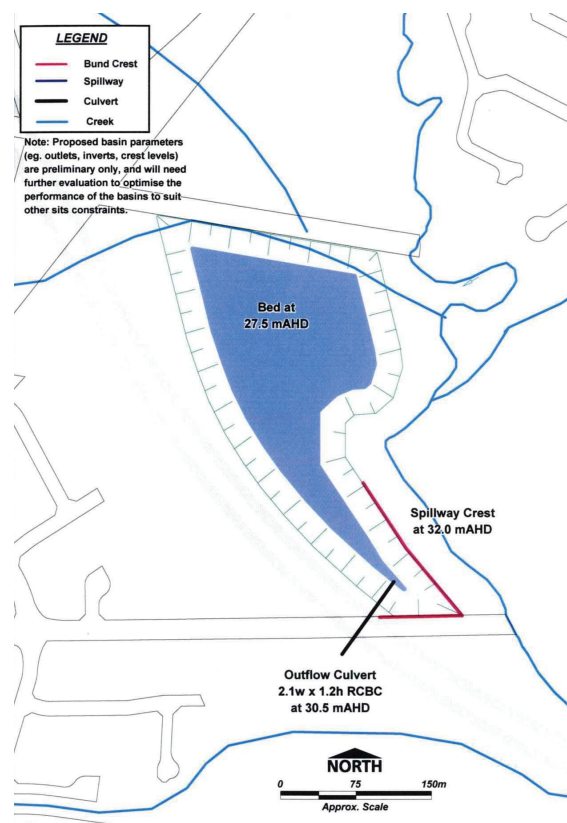 LEGEND
Bund Crest
Spillway
Culvert
Creek
Note: Proposed basin parameters
(eg. outlets, inverts, crest levels)
are preliminary only, and will need
further evaluation to optimise the
performance of the basins to suit
other sits constraints.
Bed at
27.5 mAHD
Spillway Crest
at 32.0 mAHD
Outflow Culvert
2.1w x 1.2h RCBC
at 30.5 mAHD
NORTH
0 75 150m
Approx. Scale